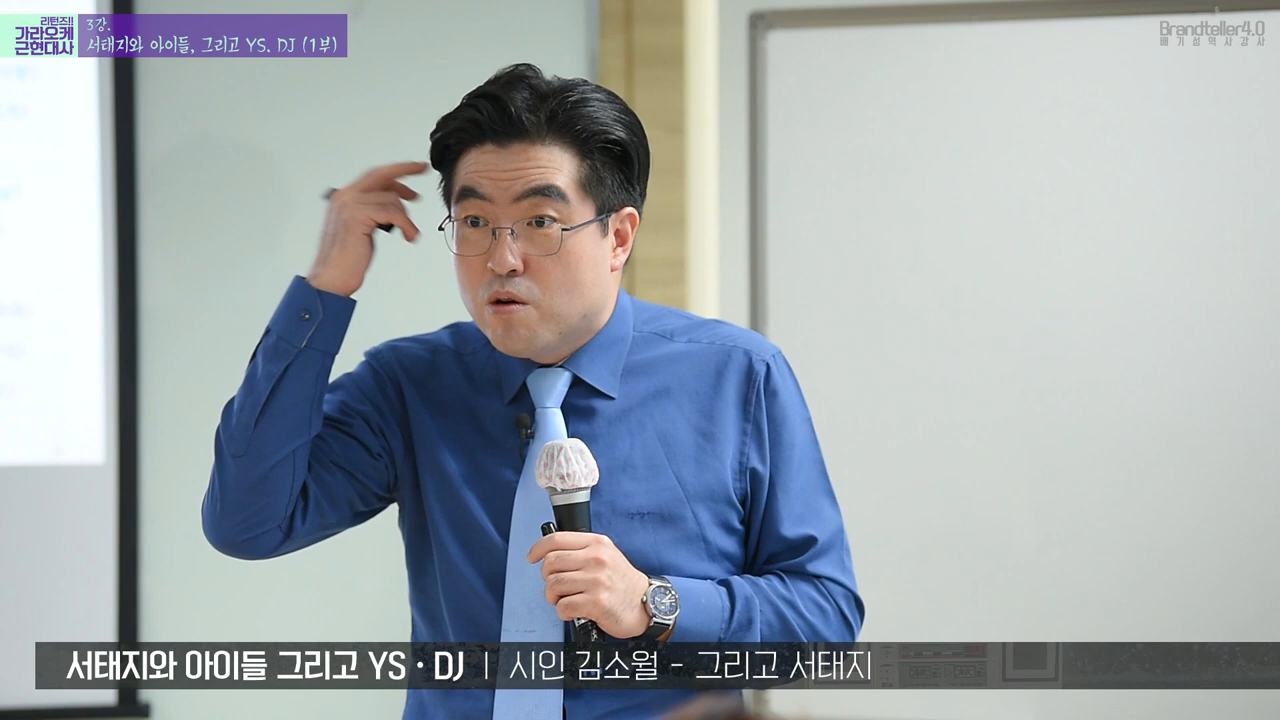 리턴즈!!
가라오케
근현대사
3강.
서태지와 아이들, 그리고 YS. DJ (1부)
Brandteller4.0
배기성역사강사
서태지와 아이들 그리고 YS · DJ | 시인 김소월 - 그리고 서태지